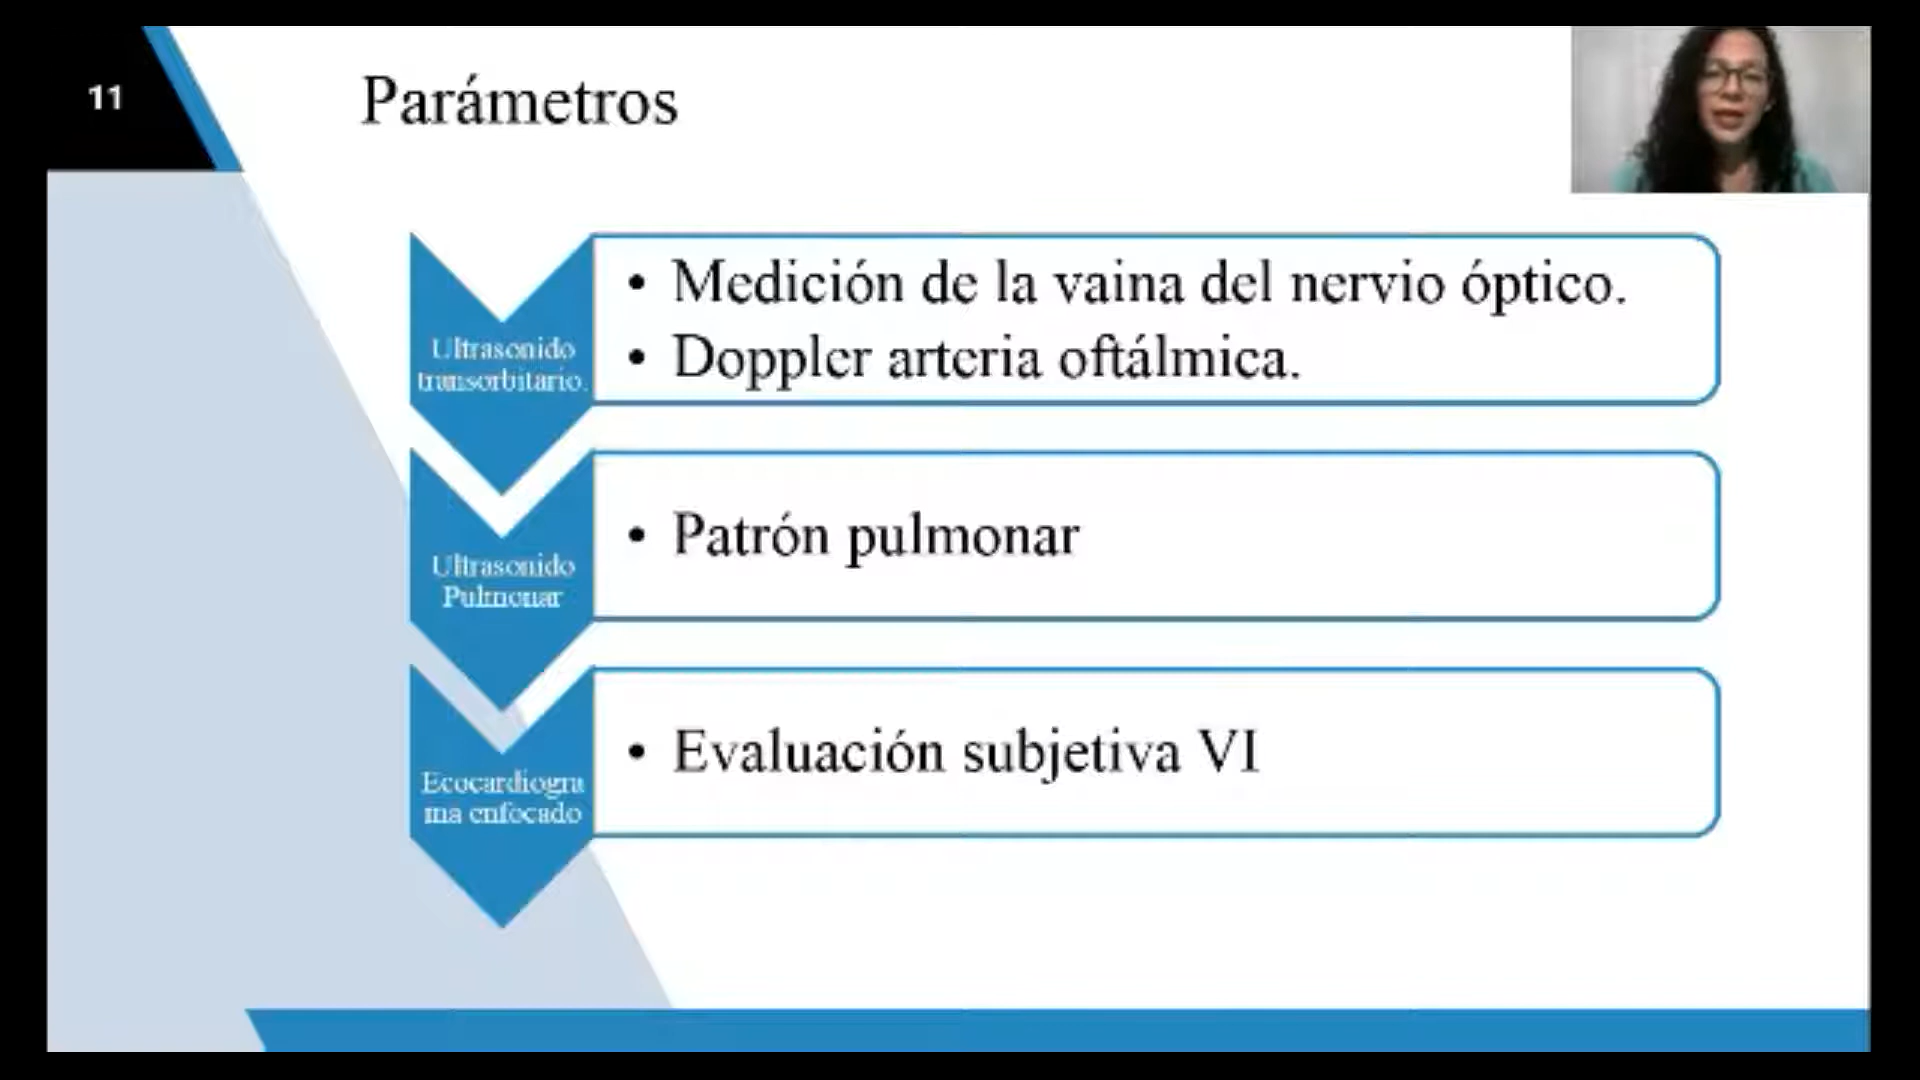 11
Parámetros
Ultrasonido
transorbitario.
• Medición de la vaina del nervio óptico.
• Doppler arteria oftálmica.
Ultrasonido
Pulmonar
• Patrón pulmonar
Ecocardiogra
ma enfocado
• Evaluación subjetiva VI